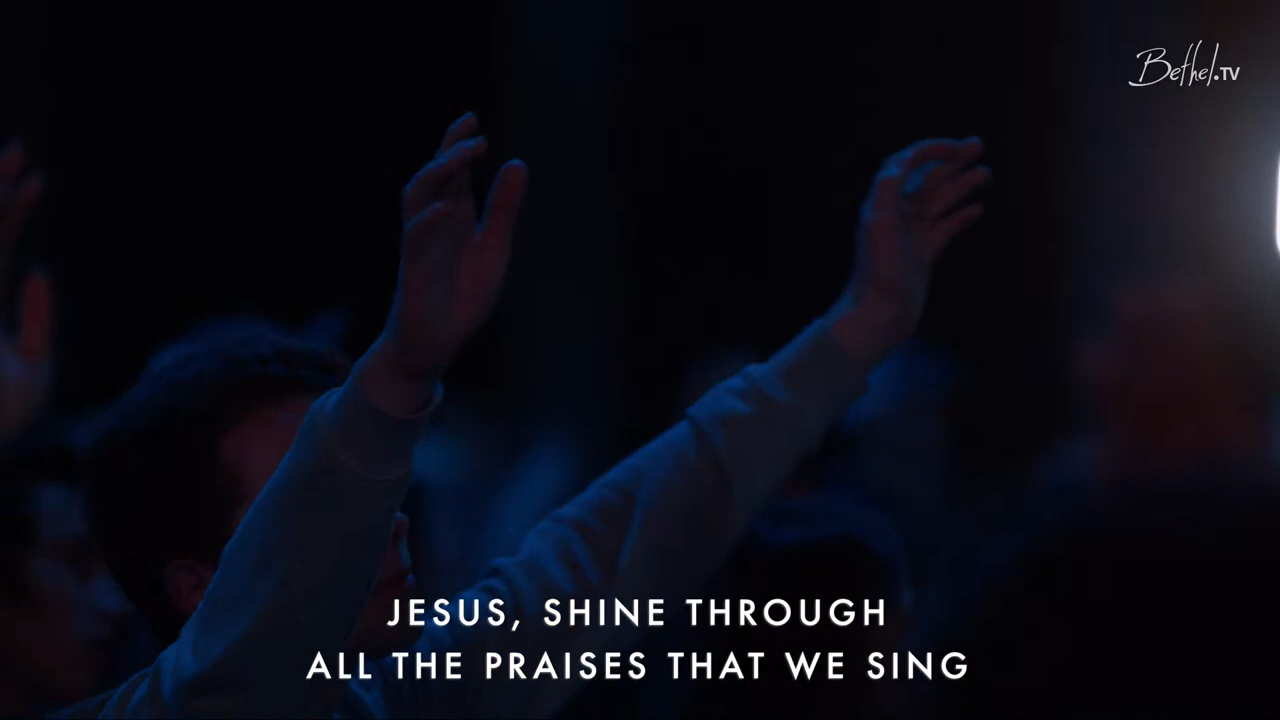 Bethel.TV
JESUS, SHINE THROUGH
ALL THE PRAISES THAT WE SING